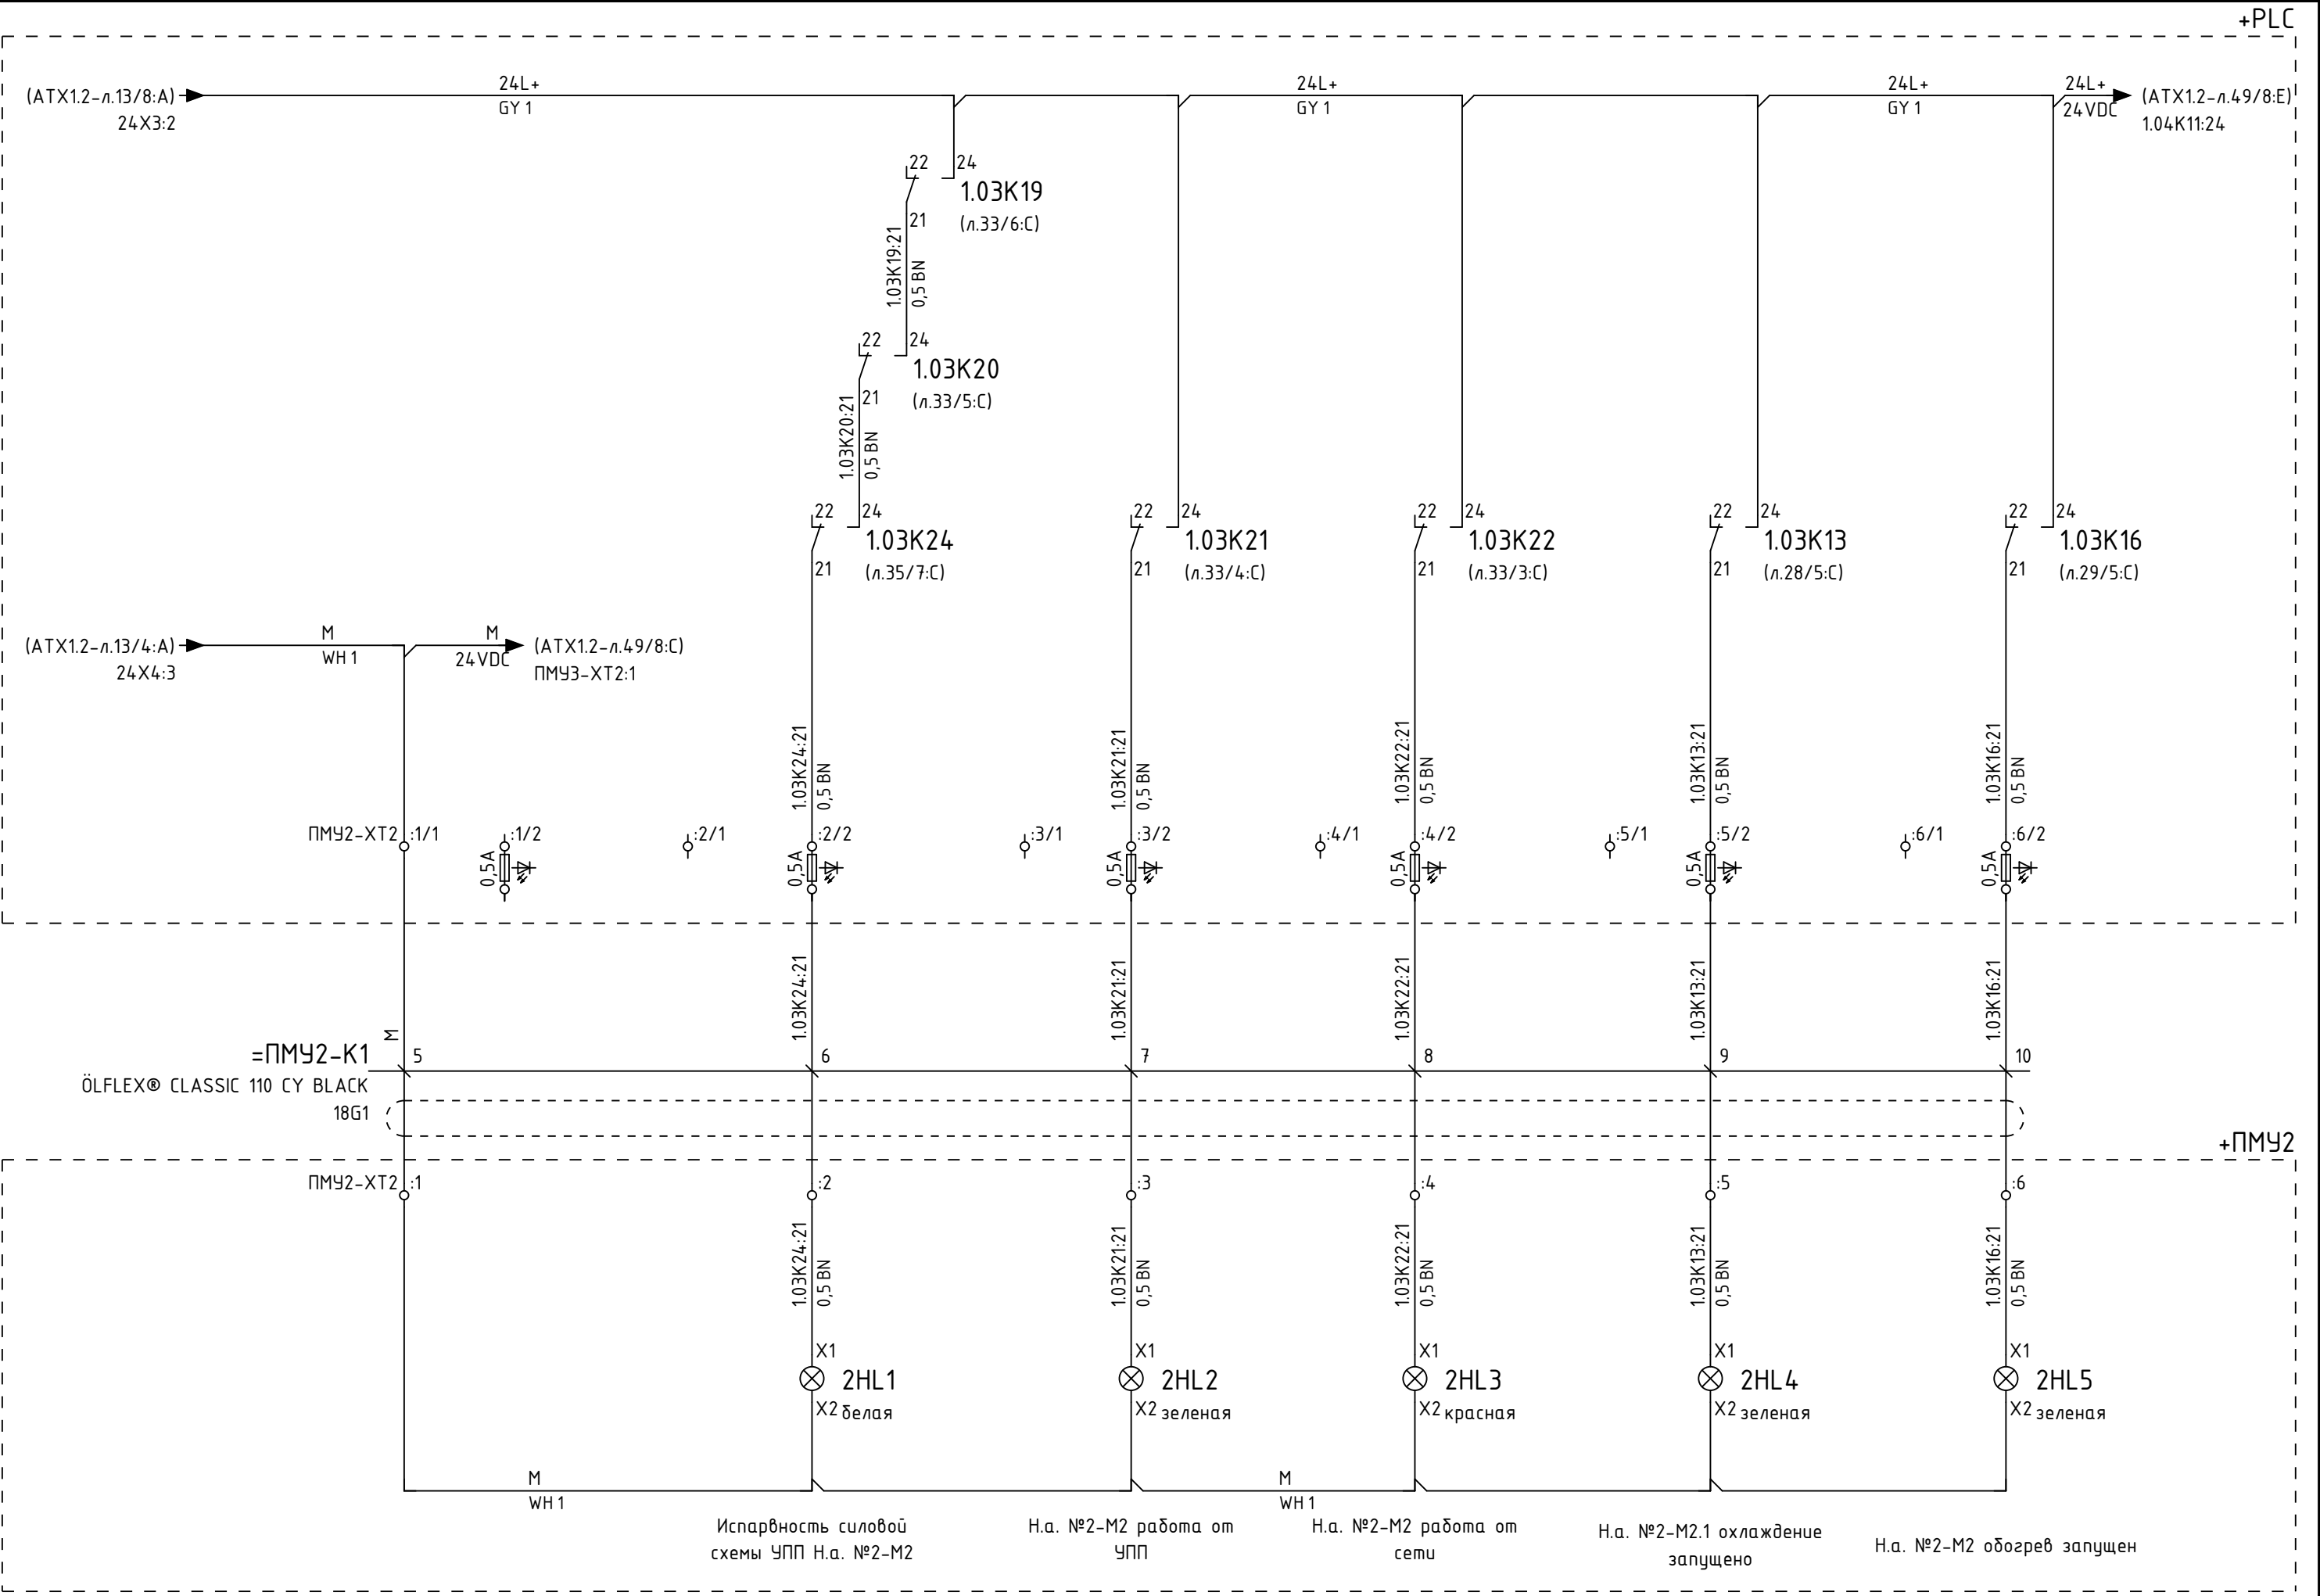 +PLC
24L+
24L+
24L+
24L+
(АТХ1.2-л.13/8:А)
(АТХ1.2-л.49/8:Е)
GY 1
GY 1
GY 1
24VDC
24X3:2
1.04K11:24
22
24
1.03K19
21
(л.33/6:С)
1.03K19:21
0,5 BN
22
24
1.03K20
21
(л.33/5:С)
1.03K20:21
0,5 BN
22
24
22
24
22
24
22
24
22
24
1.03K24
1.03K21
1.03K22
1.03K13
1.03K16
21
(л.35/7:С)
21
(л.33/4:С)
21
(л.33/3:С)
21
(л.28/5:С)
21
(л.29/5:С)
М
М
(АТХ1.2-л.13/4:А)
(АТХ1.2-л.49/8:С)
WH 1
24VDC
24X4:3
ПМУ3-ХТ2:1
1.03K24:21
0,5 BN
1.03K21:21
0,5 BN
1.03K22:21
0,5 BN
1.03K13:21
0,5 BN
1.03K16:21
0,5 BN
ПМУ2-ХТ2
:1/1
:1/2
:2/1
:2/2
:3/1
:3/2
:4/1
:4/2
:5/1
:5/2
:6/1
:6/2
0,5А
0,5А
0,5А
0,5А
0,5А
0,5А
М
1.03K24:21
1.03K21:21
1.03K22:21
1.03K13:21
1.03K16:21
=ПМУ2-К1
5
6
7
8
9
10
ÖLFLEX® CLASSIC 110 CY BLACK
18G1
+ПМУ2
ПМУ2-ХТ2
:1
:2
:3
:4
:5
:6
1.03K24:21
0,5 BN
1.03K21:21
0,5 BN
1.03K22:21
0,5 BN
1.03K13:21
0,5 BN
1.03K16:21
0,5 BN
X1
X1
X1
X1
X1
2HL1
2HL2
2HL3
2HL4
2HL5
X2 белая
X2 зеленая
X2 красная
X2 зеленая
X2 зеленая
М
М
WH 1
WH 1
Испарвность силовой
схемы УПП Н.а. №2-М2
Н.а. №2-М2 работа от
УПП
Н.а. №2-М2 работа от
сети
Н.а. №2-М2.1 охлаждение
запущено
Н.а. №2-М2 обогрев запущен